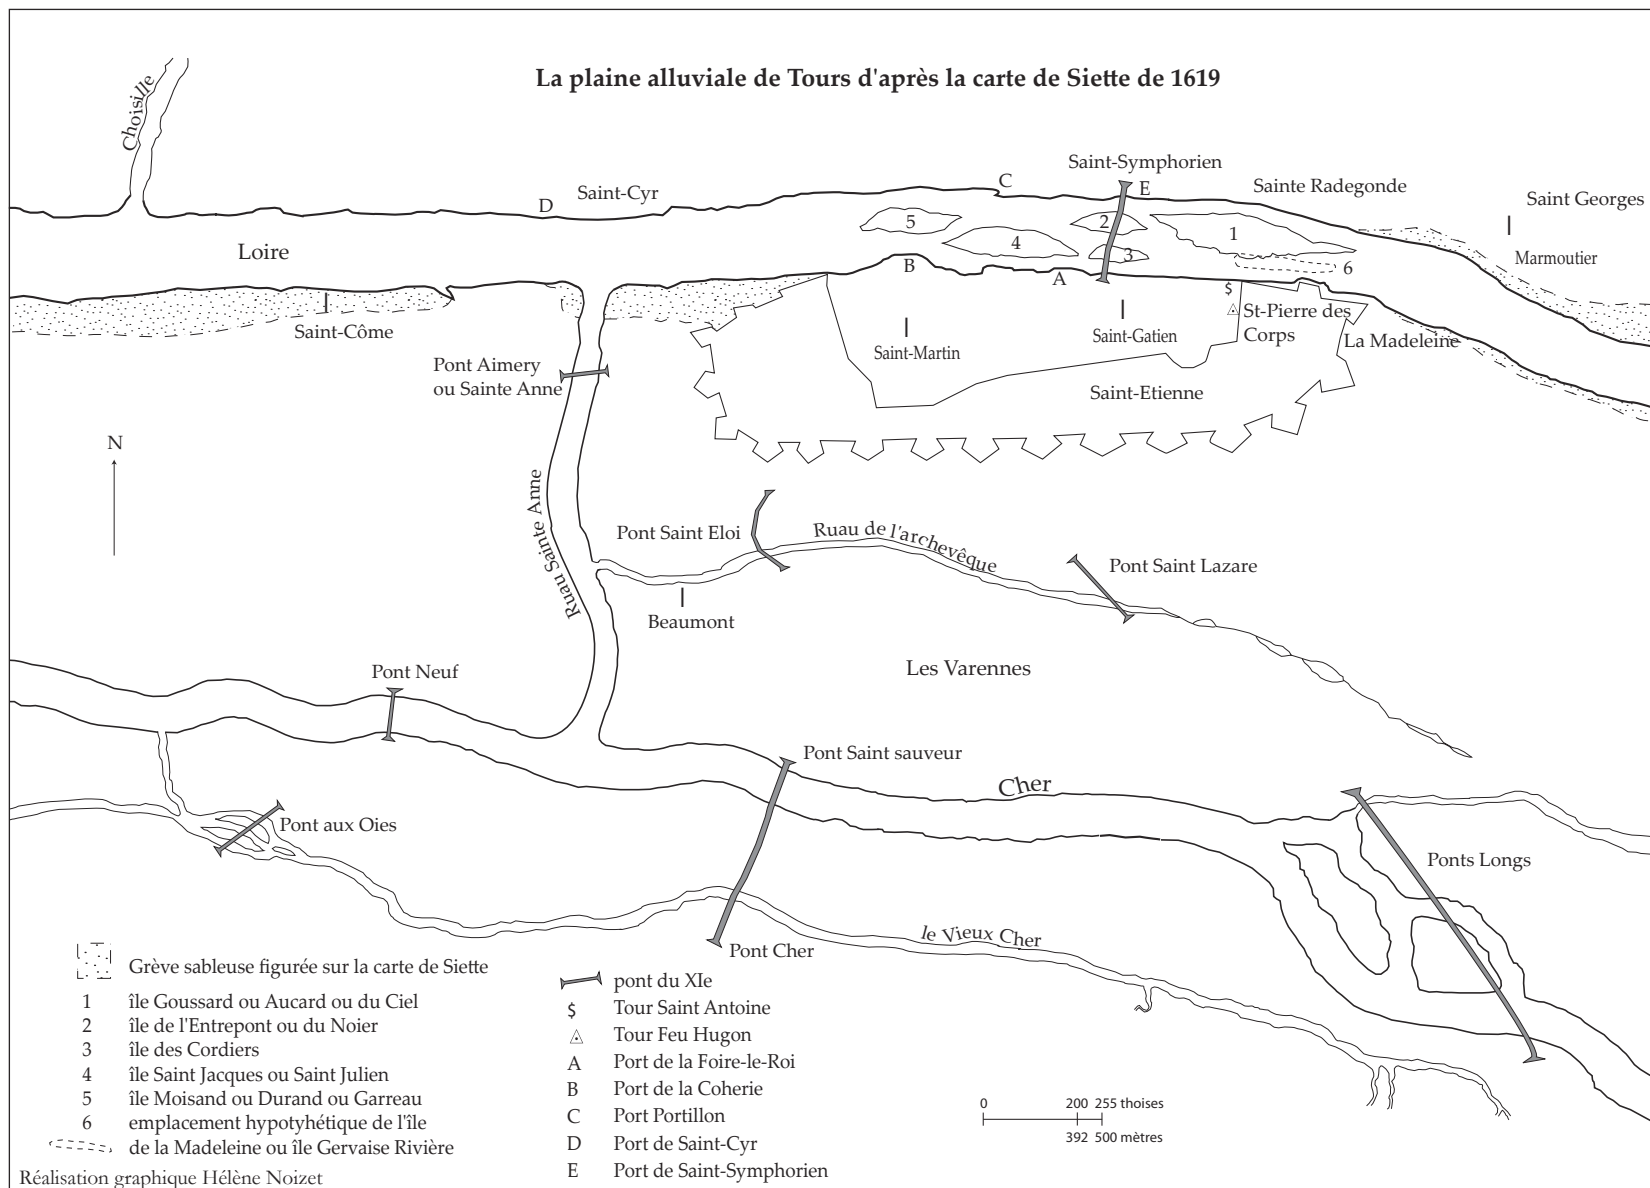 La plaine alluviale de Tours d'après la carte de Siette de 1619
Choisille
Saint-Symphorien
Saint-Cyr
Sainte Radegonde
Saint Georges
Marmoutier
C
E
D
5
2
1
4
3
6
B
A
Loire
Saint-Côme
$
St-Pierre des
Corps
Saint-Gatien
Saint-Martin
La Madeleine
Pont Aimery
ou Sainte Anne
Saint-Etienne
N
Ruau Sainte Anne
Pont Saint Eloi
Ruau de l'archevêque
Pont Saint Lazare
Beaumont
Les Varennes
Pont Neuf
Pont Saint sauveur
Cher
Pont aux Oies
Ponts Longs
le Vieux Cher
Pont Cher
Grève sableuse figurée sur la carte de Siette
1 île Goussard ou Aucard ou du Ciel
2 île de l'Entrepont ou du Noier
3 île des Cordiers
4 île Saint Jacques ou Saint Julien
5 île Moisand ou Durand ou Garreau
6 emplacement hypotyhétique de l'île
de la Madeleine ou île Gervaise Rivière
pont du XIe
$ Tour Saint Antoine
Tour Feu Hugon
A Port de la Foire-le-Roi
B Port de la Coherie
C Port Portillon
D Port de Saint-Cyr
E Port de Saint-Symphorien
0 200 255 thoises
392 500 mètres
Réalisation graphique Hélène Noizet